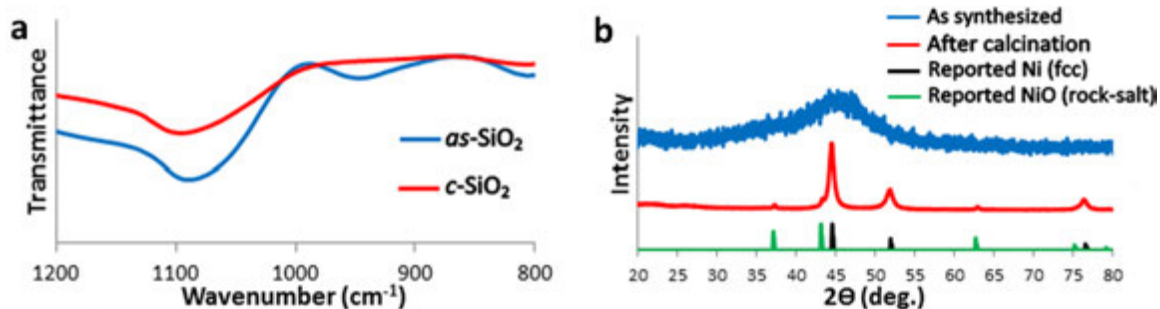 a
Transmittance
as-SiO₂
c-SiO₂
1200 1100 1000 900 800
Wavenumber (cm⁻¹)
b
As synthesized
After calcination
Reported Ni (fcc)
Reported NiO (rock-salt)
Intensity
20 25 30 35 40 45 50 55 60 65 70 75 80
2Θ (deg.)